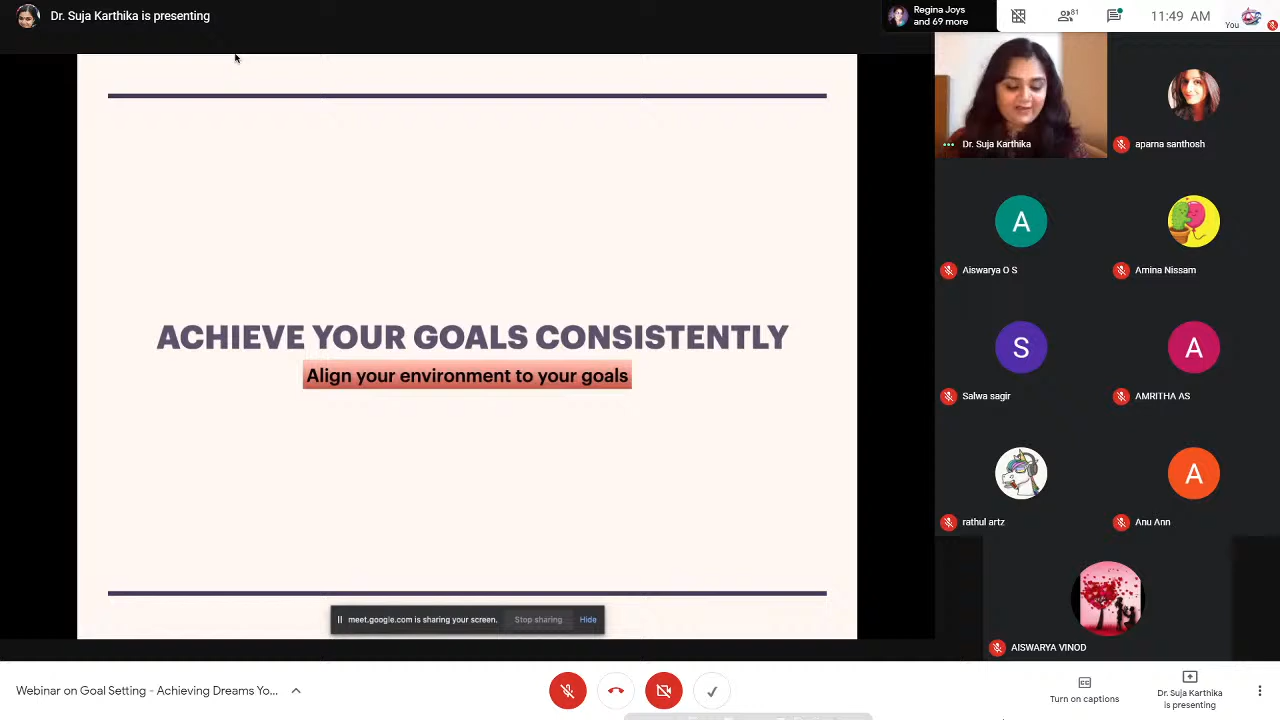 Dr. Suja Karthika is presenting
Regina Joys
and 69 more
81
11:49 AM
You
Dr. Suja Karthika
aparna santhosh
A
Aiswarya O S
Amina Nissam
S
Salwa sagir
A
AMRITHA AS
rathul artz
A
Anu Ann
AISWARYA VINOD
ACHIEVE YOUR GOALS CONSISTENTLY
Align your environment to your goals
meet.google.com is sharing your screen.
Stop sharing
Hide
Webinar on Goal Setting - Achieving Dreams Yo...
Turn on captions
Dr. Suja Karthika
is presenting